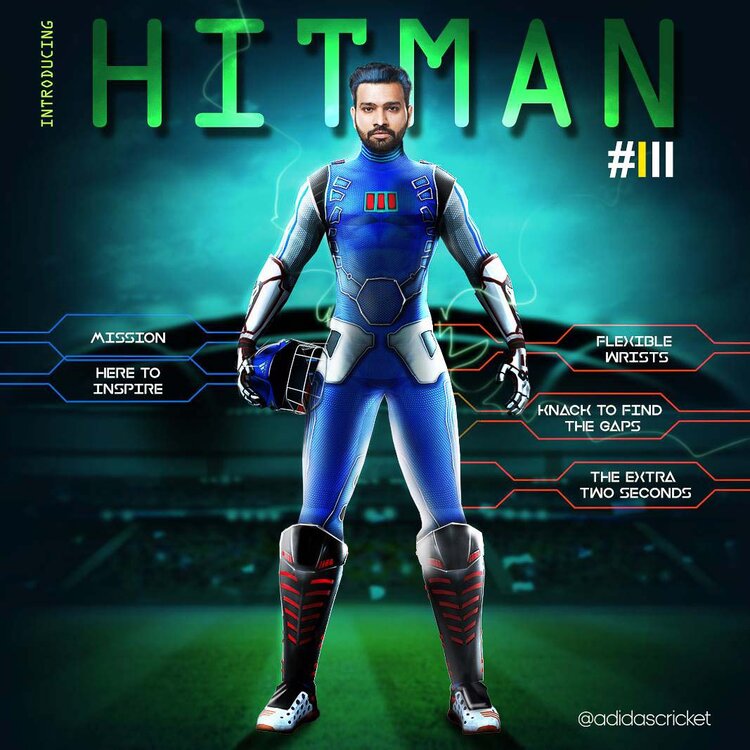 INTRODUCING
HITMAN
#III
MISSION
HERE TO
INSPIRE
FLEXIBLE
WRISTS
KNACK TO FIND
THE GAPS
THE EXTRA
TWO SECONDS
@adidascricket